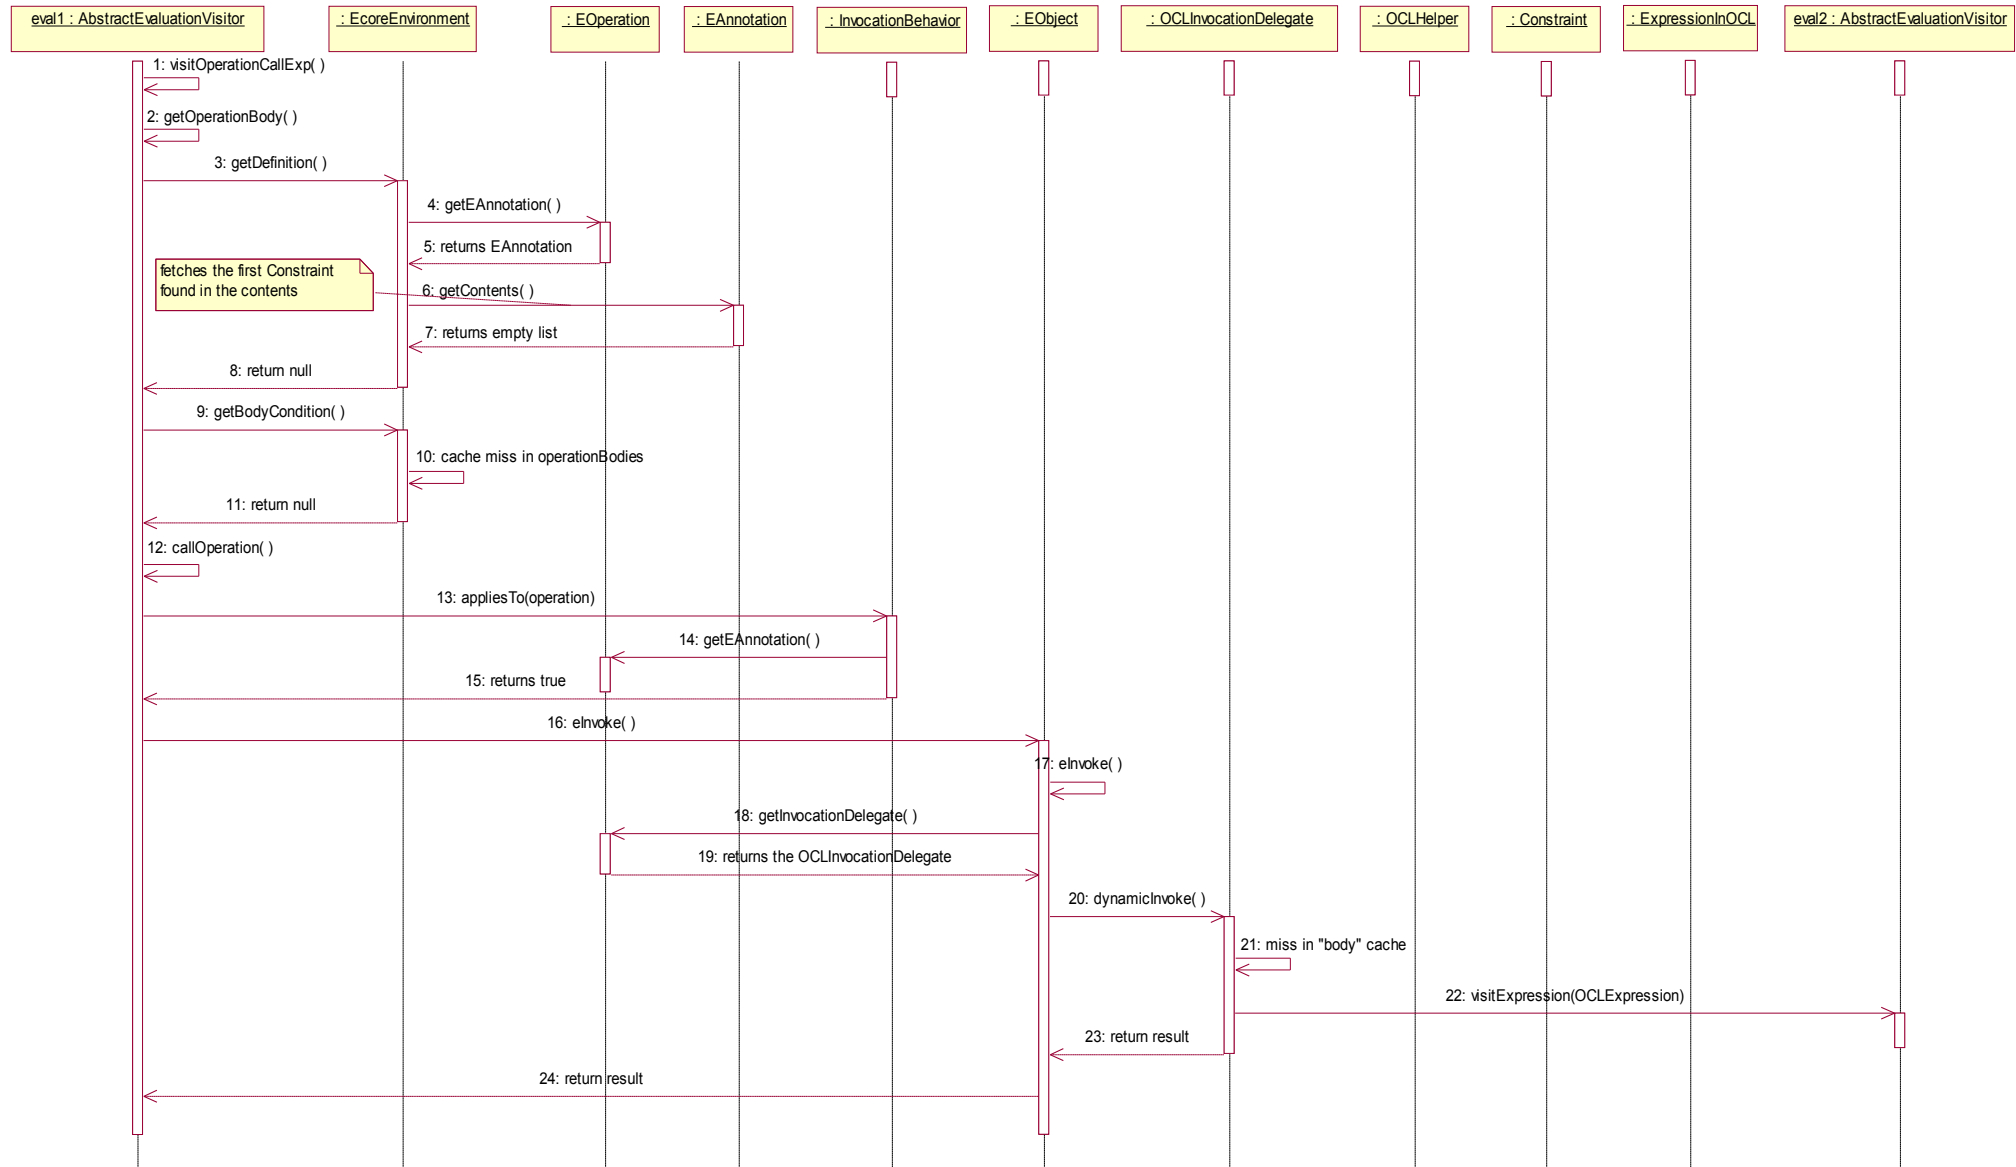 eval1 : AbstractEvaluationVisitor
: EcoreEnvironment
: EOperation
: EAnnotation
: InvocationBehavior
: EObject
: OCLInvocationDelegate
: OCLHelper
: Constraint
: ExpressionInOCL
eval2 : AbstractEvaluationVisitor
1: visitOperationCallExp( )
2: getOperationBody( )
3: getDefinition( )
4: getEAnnotation( )
5: returns EAnnotation
fetches the first Constraint
found in the contents
6: getContents( )
7: returns empty list
8: return null
9: getBodyCondition( )
10: cache miss in operationBodies
11: return null
12: callOperation( )
13: appliesTo(operation)
14: getEAnnotation( )
15: returns true
16: eInvoke( )
17: eInvoke( )
18: getInvocationDelegate( )
19: returns the OCLInvocationDelegate
20: dynamicInvoke( )
21: miss in "body" cache
22: visitExpression(OCLExpression)
23: return result
24: return result